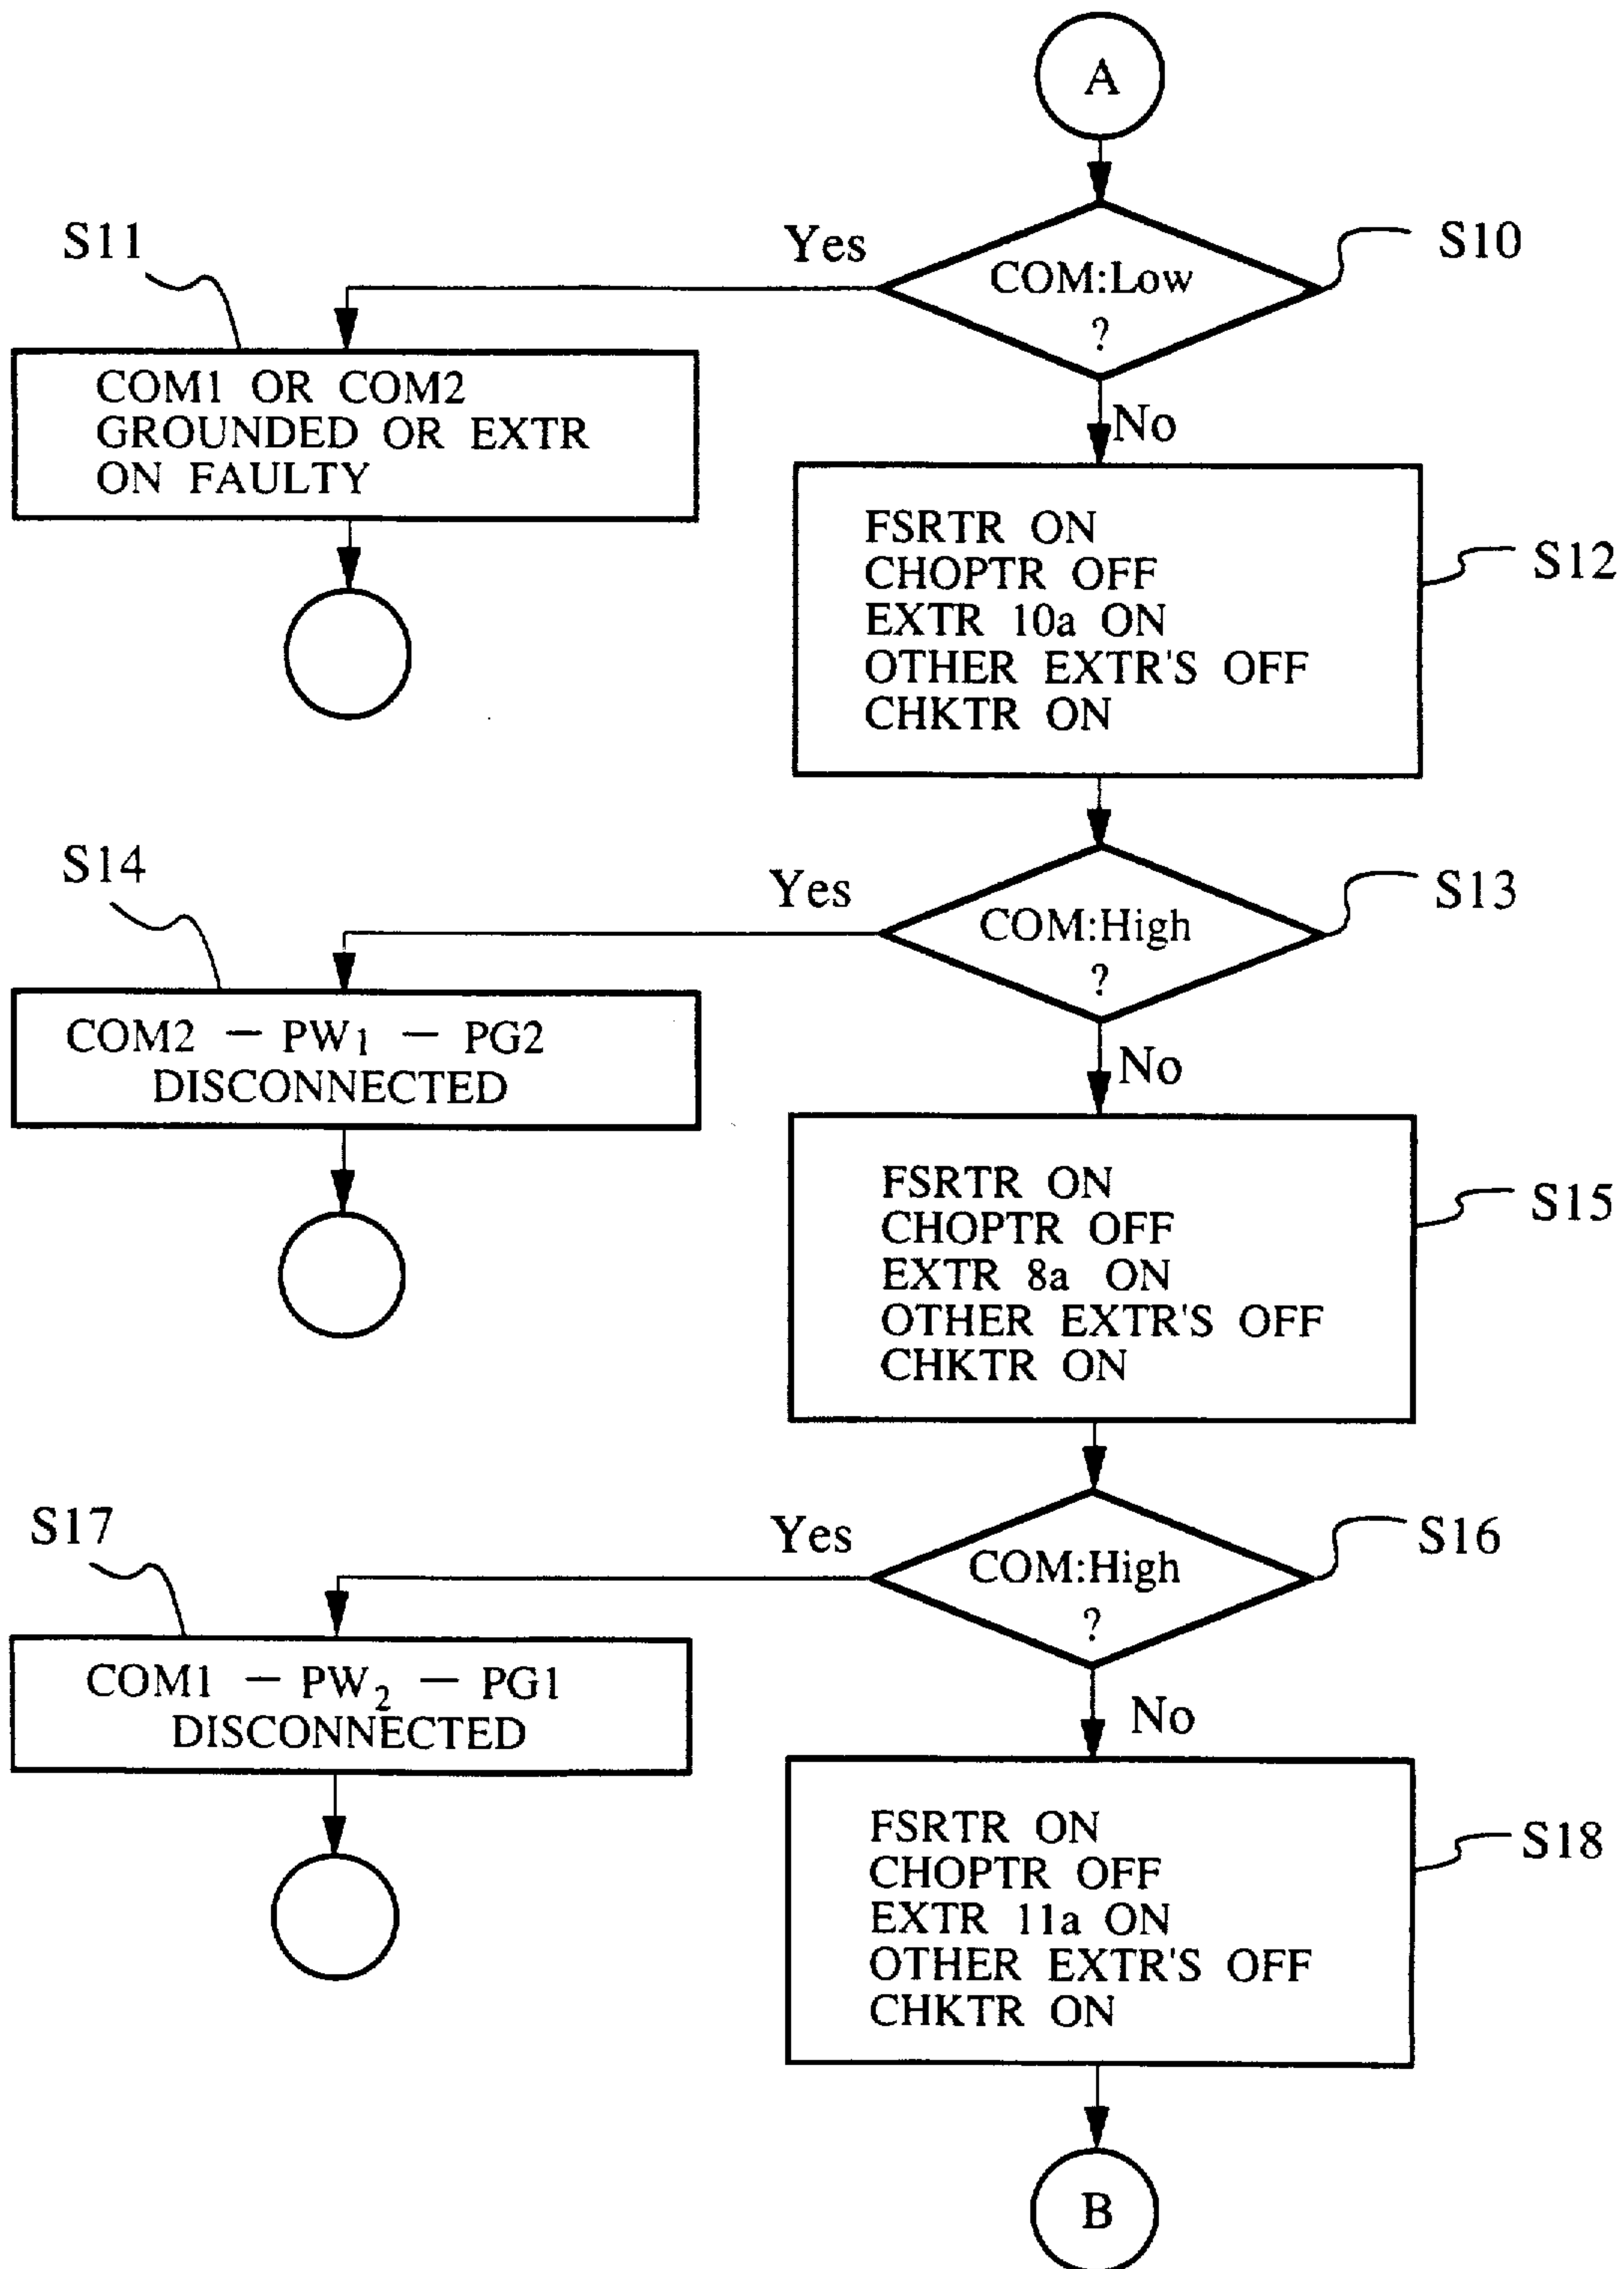 A
S11
Yes
COM:Low
?
S10
COM1 OR COM2
GROUNDED OR EXTR
ON FAULTY
No
FSRTR ON
CHOPTR OFF
EXTR 10a ON
OTHER EXTR'S OFF
CHKTR ON
S12
S14
Yes
COM:High
?
S13
COM2 — PW1 — PG2
DISCONNECTED
No
FSRTR ON
CHOPTR OFF
EXTR 8a ON
OTHER EXTR'S OFF
CHKTR ON
S15
S17
Yes
COM:High
?
S16
COM1 — PW2 — PG1
DISCONNECTED
No
FSRTR ON
CHOPTR OFF
EXTR 11a ON
OTHER EXTR'S OFF
CHKTR ON
S18
B